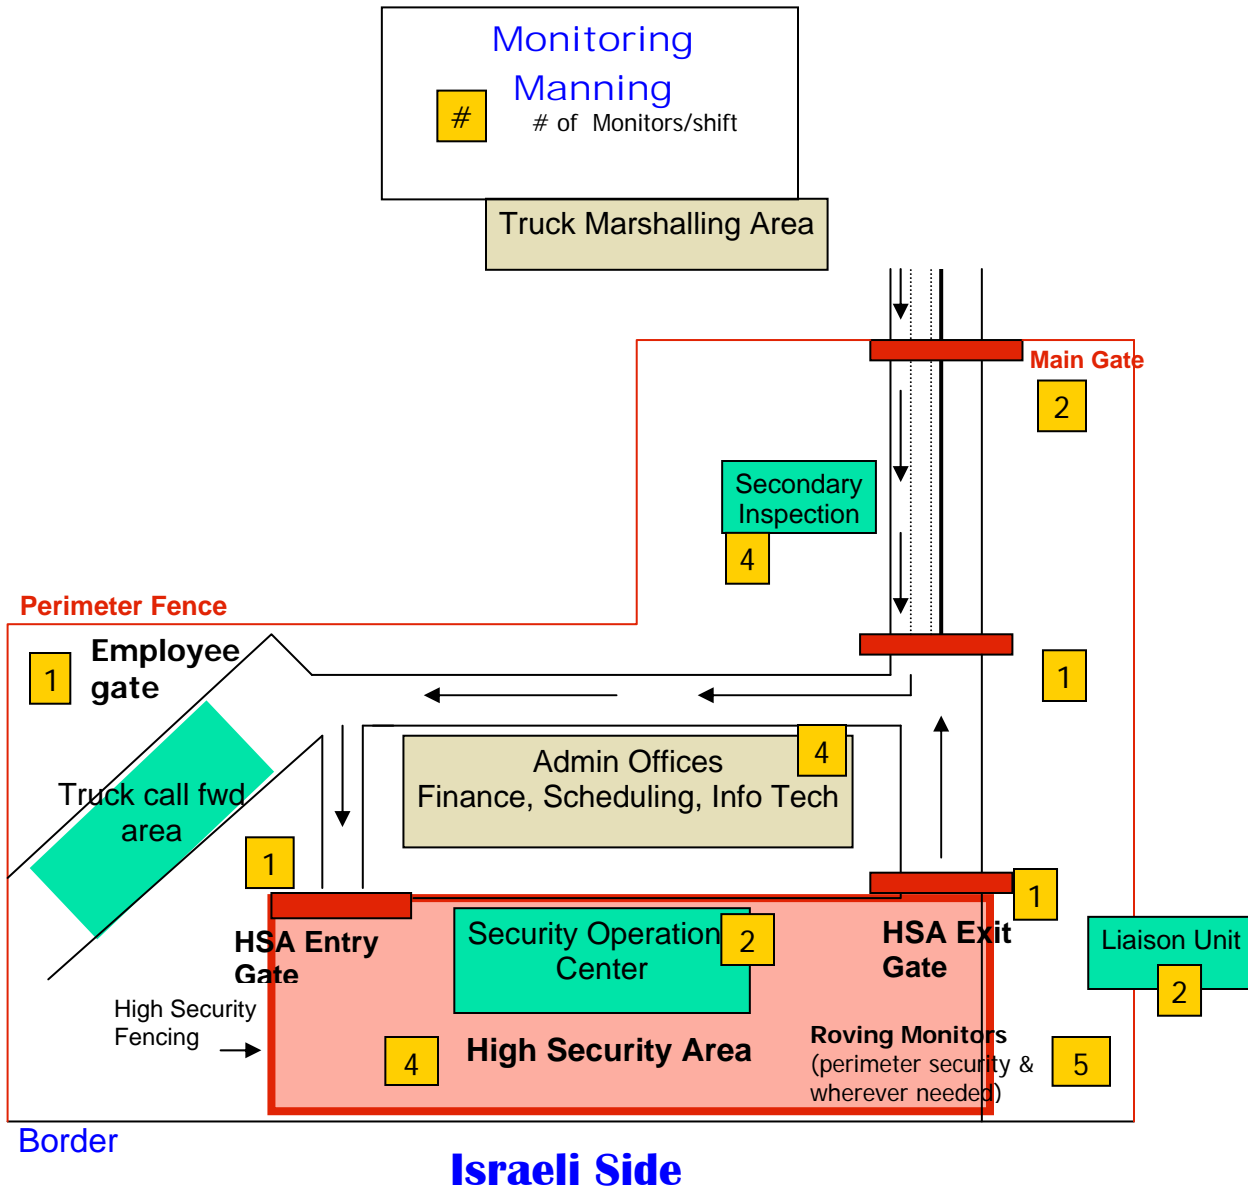 Monitoring
Manning
#
# of Monitors/shift
Truck Marshalling Area
Main Gate
2
Secondary
Inspection
4
Perimeter Fence
1
Employee
gate
1
Truck call fwd
area
4
Admin Offices
Finance, Scheduling, Info Tech
1
1
HSA Entry
Gate
Security Operation
Center
2
HSA Exit
Gate
Liaison Unit
2
High Security
Fencing
4
High Security Area
Roving Monitors
(perimeter security &
wherever needed)
5
Border
Israeli Side